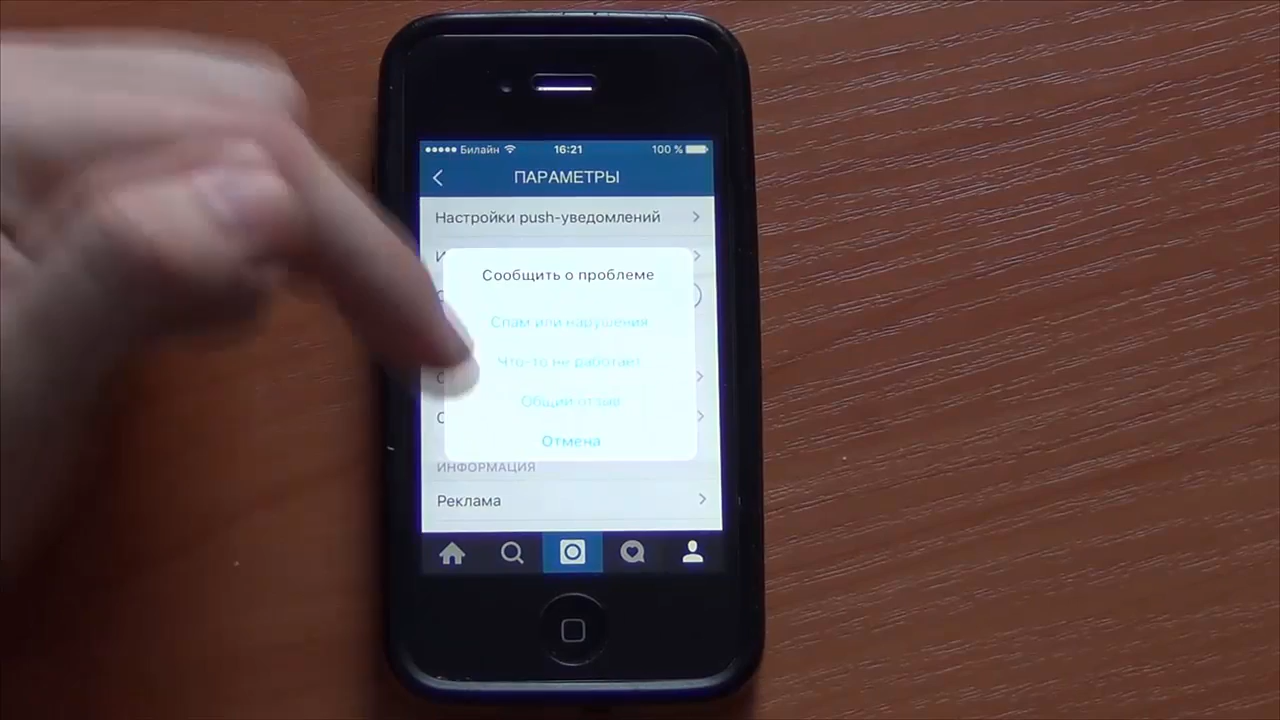 Билайн 16:21 100 %
ПАРАМЕТРЫ
Настройки push-уведомлений
Сообщить о проблеме
Спам или нарушения
Что-то не работает
Общий отзыв
Отмена
ИНФОРМАЦИЯ
Реклама